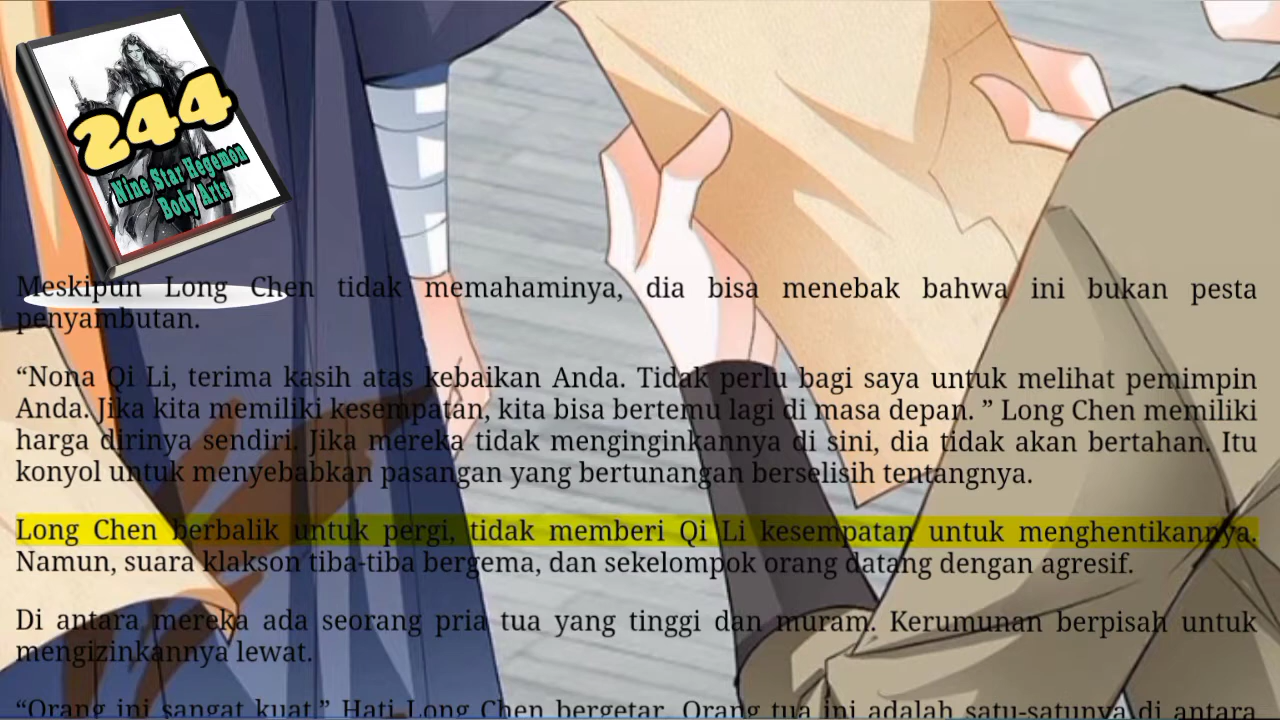 244
Nine Star Hegemon
Body Arts
Meskipun Long Chen tidak memahaminya, dia bisa menebak bahwa ini bukan pesta
penyambutan.
“Nona Qi Li, terima kasih atas kebaikan Anda. Tidak perlu bagi saya untuk melihat pemimpin
Anda. Jika kita memiliki kesempatan, kita bisa bertemu lagi di masa depan. ” Long Chen memiliki
harga dirinya sendiri. Jika mereka tidak menginginkannya di sini, dia tidak akan bertahan. Itu
konyol untuk menyebabkan pasangan yang bertunangan berselisih tentangnya.
Long Chen berbalik untuk pergi, tidak memberi Qi Li kesempatan untuk menghentikannya.
Namun, suara klakson tiba-tiba bergema, dan sekelompok orang datang dengan agresif.
Di antara mereka ada seorang pria tua yang tinggi dan muram. Kerumunan berpisah untuk
mengizinkannya lewat.
“Orang ini sangat kuat.” Hati Long Chen bergetar. Orang tua ini adalah satu-satunya di antara